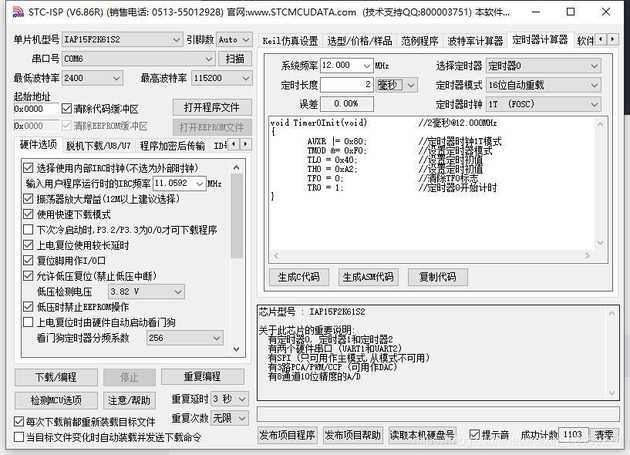 STC-ISP (V6.86R) (销售电话: 0513-55012928) 官网:www.STCMCUDATA.com (技术支持QQ:800003751) 本软件...
单片机型号 IAP15F2K61S2 引脚数 Auto
串口号 COM6 扫描
最低波特率 2400 最高波特率 115200
起始地址
0x0000 清除代码缓冲区 打开程序文件
0x0000 清除EEPROM缓冲区 打开EEPROM文件
硬件选项 脱机下载/U8/U7 程序加密后传输 ID
选择使用内部IRC时钟(不选为外部时钟)
输入用户程序运行时的IRC频率 11.0592 MHz
振荡器放大增益(12M以上建议选择)
使用快速下载模式
下次冷启动时,P3.2/P3.3为0/0才可下载程序
上电复位使用较长延时
复位脚用作I/O口
允许低压复位(禁止低压中断)
低压检测电压 3.82 V
低压时禁止EEPROM操作
上电复位时由硬件自动启动看门狗
看门狗定时器分频系数 256
下载/编程 停止 重复编程
检测MCU选项 注意/帮助 重复延时 3 秒
重复次数 无限
每次下载前都重新装载目标文件
当目标文件变化时自动装载并发送下载命令
Keil仿真设置 选型/价格/样品 范例程序 波特率计算器 定时器计算器 软件
系统频率 12.000 MHz 选择定时器 定时器0
定时长度 2 毫秒 定时器模式 16位自动重载
误差 0.00% 定时器时钟 1T (FOSC)
void Timer0Init(void) //2毫秒@12.000MHz
{
AUXR |= 0x80; //定时器时钟1T模式
TMOD &= 0xF0; //设置定时器模式
TL0 = 0x40; //设置定时初值
TH0 = 0xA2; //设置定时初值
TF0 = 0; //清除TF0标志
TR0 = 1; //定时器0开始计时
}
生成C代码 生成ASM代码 复制代码
芯片型号 : IAP15F2K61S2
关于此芯片的重要说明:
有定时器0, 定时器1和定时器2
有两个硬件串口 (UART1和UART2)
有SPI (只可用作主模式,从模式不可用)
有3路PCA/PWM/CCP (可用作DAC)
有8通道10位精度的A/D
发布项目程序 发布项目帮助 读取本机硬盘号 提示音 成功计数 1103 清零